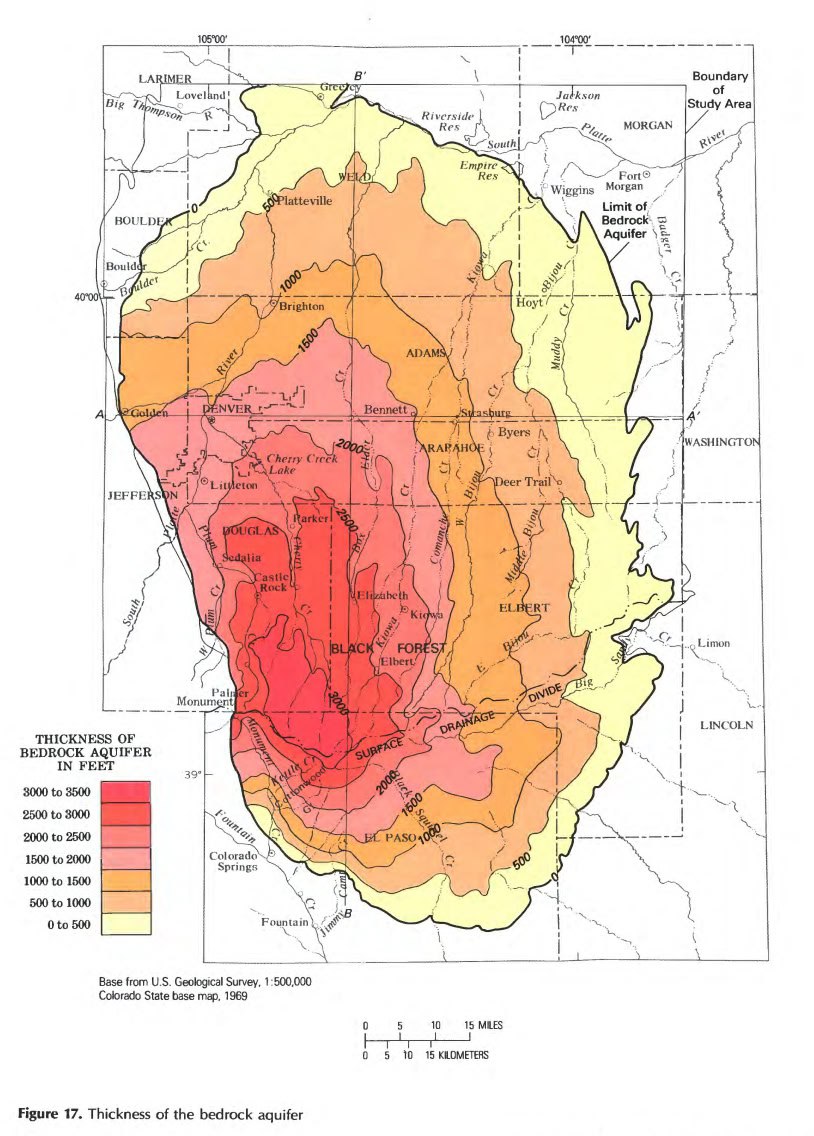 105°00'
104°00'
B'
LARIMER
Greeley
Boundary
of
Study Area
Loveland
Jackson
Res
Big Thompson
R
Riverside
Res
South
Platte
River
MORGAN
Empire
Res
Fort
Morgan
Wiggins
WELD
500
Platteville
Limit of
Bedrock
Aquifer
BOULDER
0
Cr
Badger
Cr
Boulder
Boulder
Kiowa
Bijou
40°00'
1000
Brighton
Hoyt
Cr
Cr
1500
River
ADAMS
Muddy
Cr
Cr
A
Golden
DENVER
Bennett
Strasburg
A'
Byers
WASHINGTON
2000
ARAPAHOE
Cherry Creek
Lake
Cr
Cr
JEFFERSON
Littleton
Cr
Deer Trail
W Bijou
Parker
2500
Platte
Plum
DOUGLAS
Cherry
Box
Elder
Comanche
Middle Bijou
Sedalia
Castle
Rock
Cr
Elizabeth
ELBERT
South
Cr
W Plum
Cr
Kiowa
Kiowa
BLACK FOREST
E Bijou
Sand
Cr
Limon
Elbert
Big
Palmer
Monument
3000
DIVIDE
DRAINAGE
SURFACE
LINCOLN
THICKNESS OF
BEDROCK AQUIFER
IN FEET
Monument
Kettle Cr
39°
Cottonwood
Cr
2000
Black Squirrel
3000 to 3500
2500 to 3000
2000 to 2500
1500 to 2000
1000 to 1500
500 to 1000
0 to 500
1500
Fountain
EL PASO
1000
Cr
Colorado
Springs
500
0
Cr
Jimmy Camp
B
Fountain
Base from U.S. Geological Survey, 1:500,000
Colorado State base map, 1969
0 5 10 15 MILES
0 5 10 15 KILOMETERS
Figure 17. Thickness of the bedrock aquifer